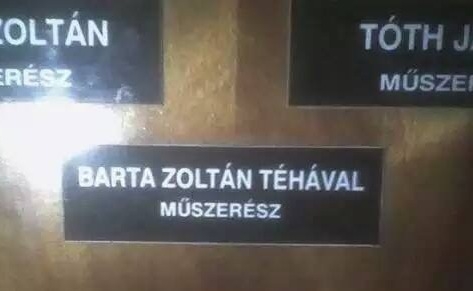 ZOLTÁN
TÓTH
BARTA ZOLTÁN TÉHÁVAL
MŰSZERÉSZ